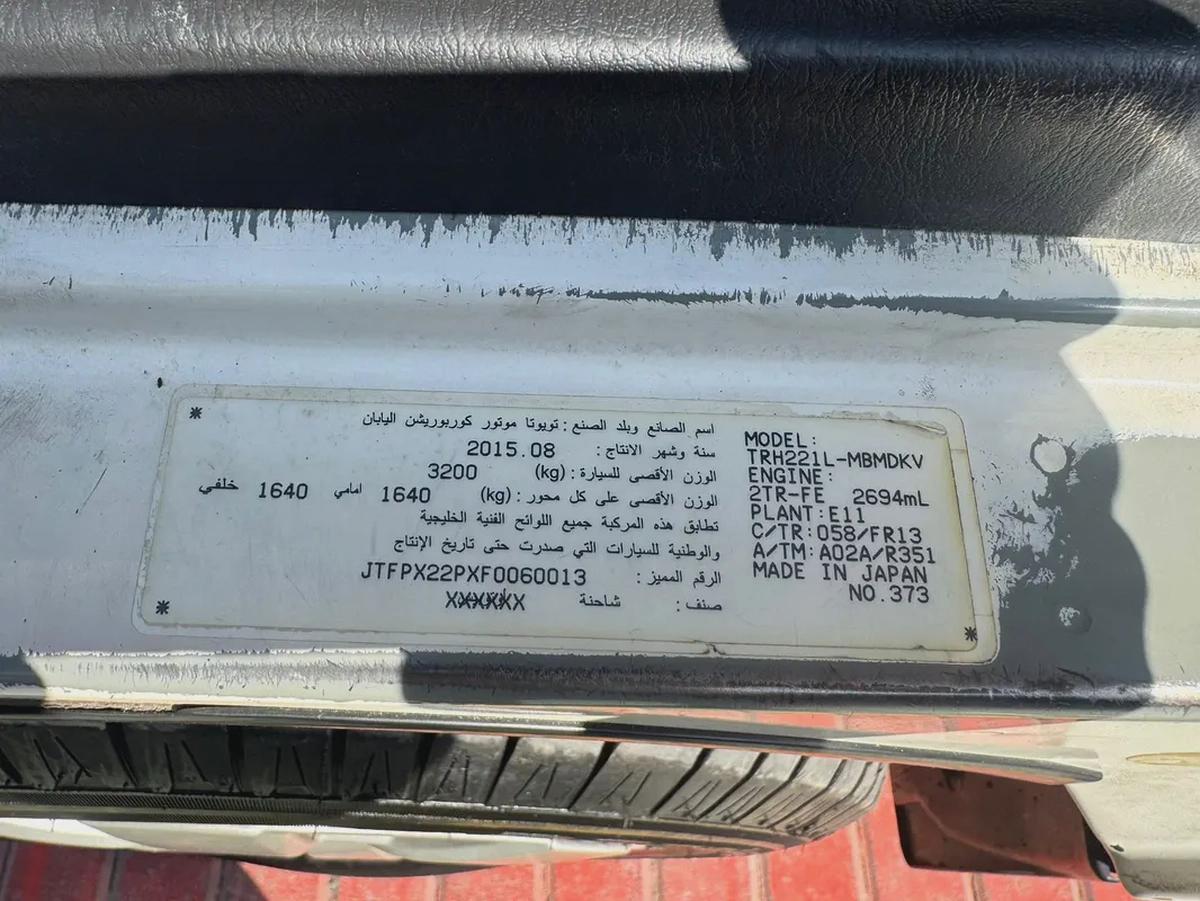 اسم الصانع وبلد الصنع : تويوتا موتور كوربوريشن اليابان
سنة وشهر الانتاج : 2015.08
الوزن الأقصى للسيارة : (kg) 3200
الوزن الأقصى على كل محور : (kg) 1640 امامي 1640 خلفي
تطابق هذه المركبة جميع اللوائح الفنية الخليجية
والوطنية للسيارات التي صدرت حتى تاريخ الإنتاج
الرقم المميز : JTFPX22PXF0060013
صنف : شاحنة XXXXXX
MODEL:
TRH221L-MBMDKV
ENGINE:
2TR-FE 2694mL
PLANT:E11
C/TR:058/FR13
A/TM:A02A/R351
MADE IN JAPAN
NO.373